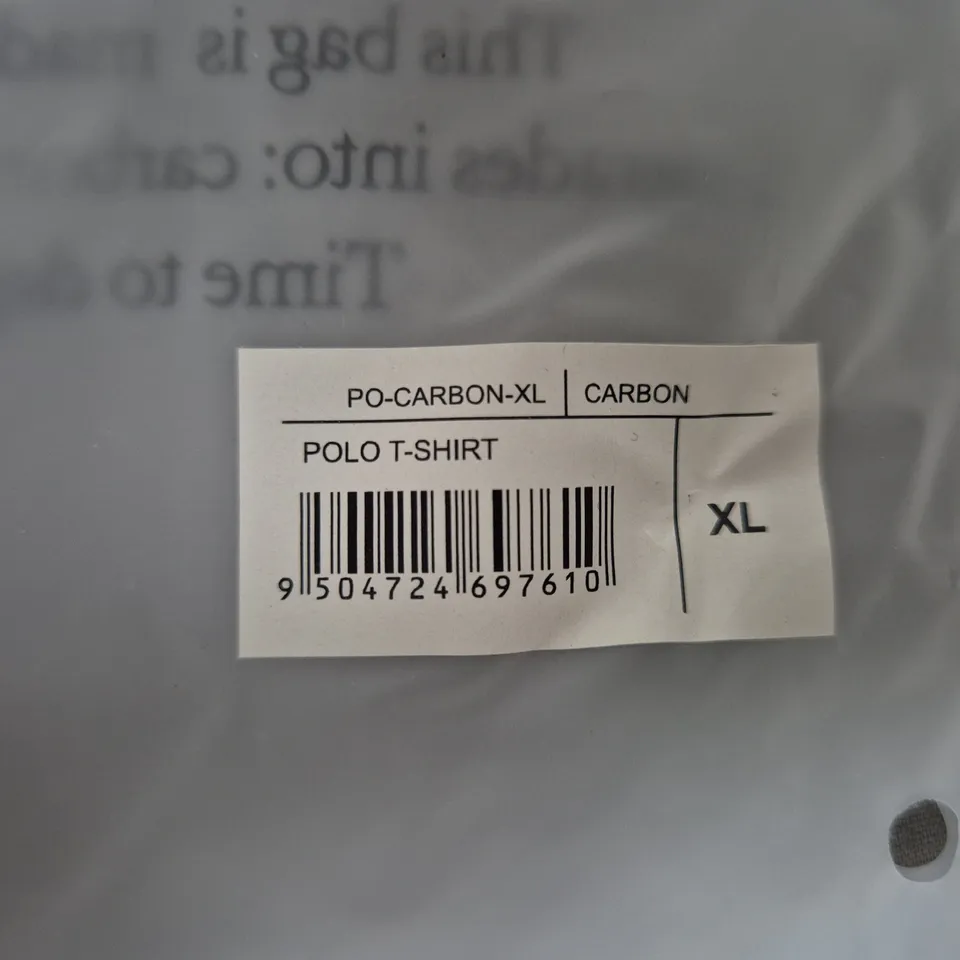 This bag is
into:
Time to
PO-CARBON-XL | CARBON
POLO T-SHIRT
XL
9 504724 697610